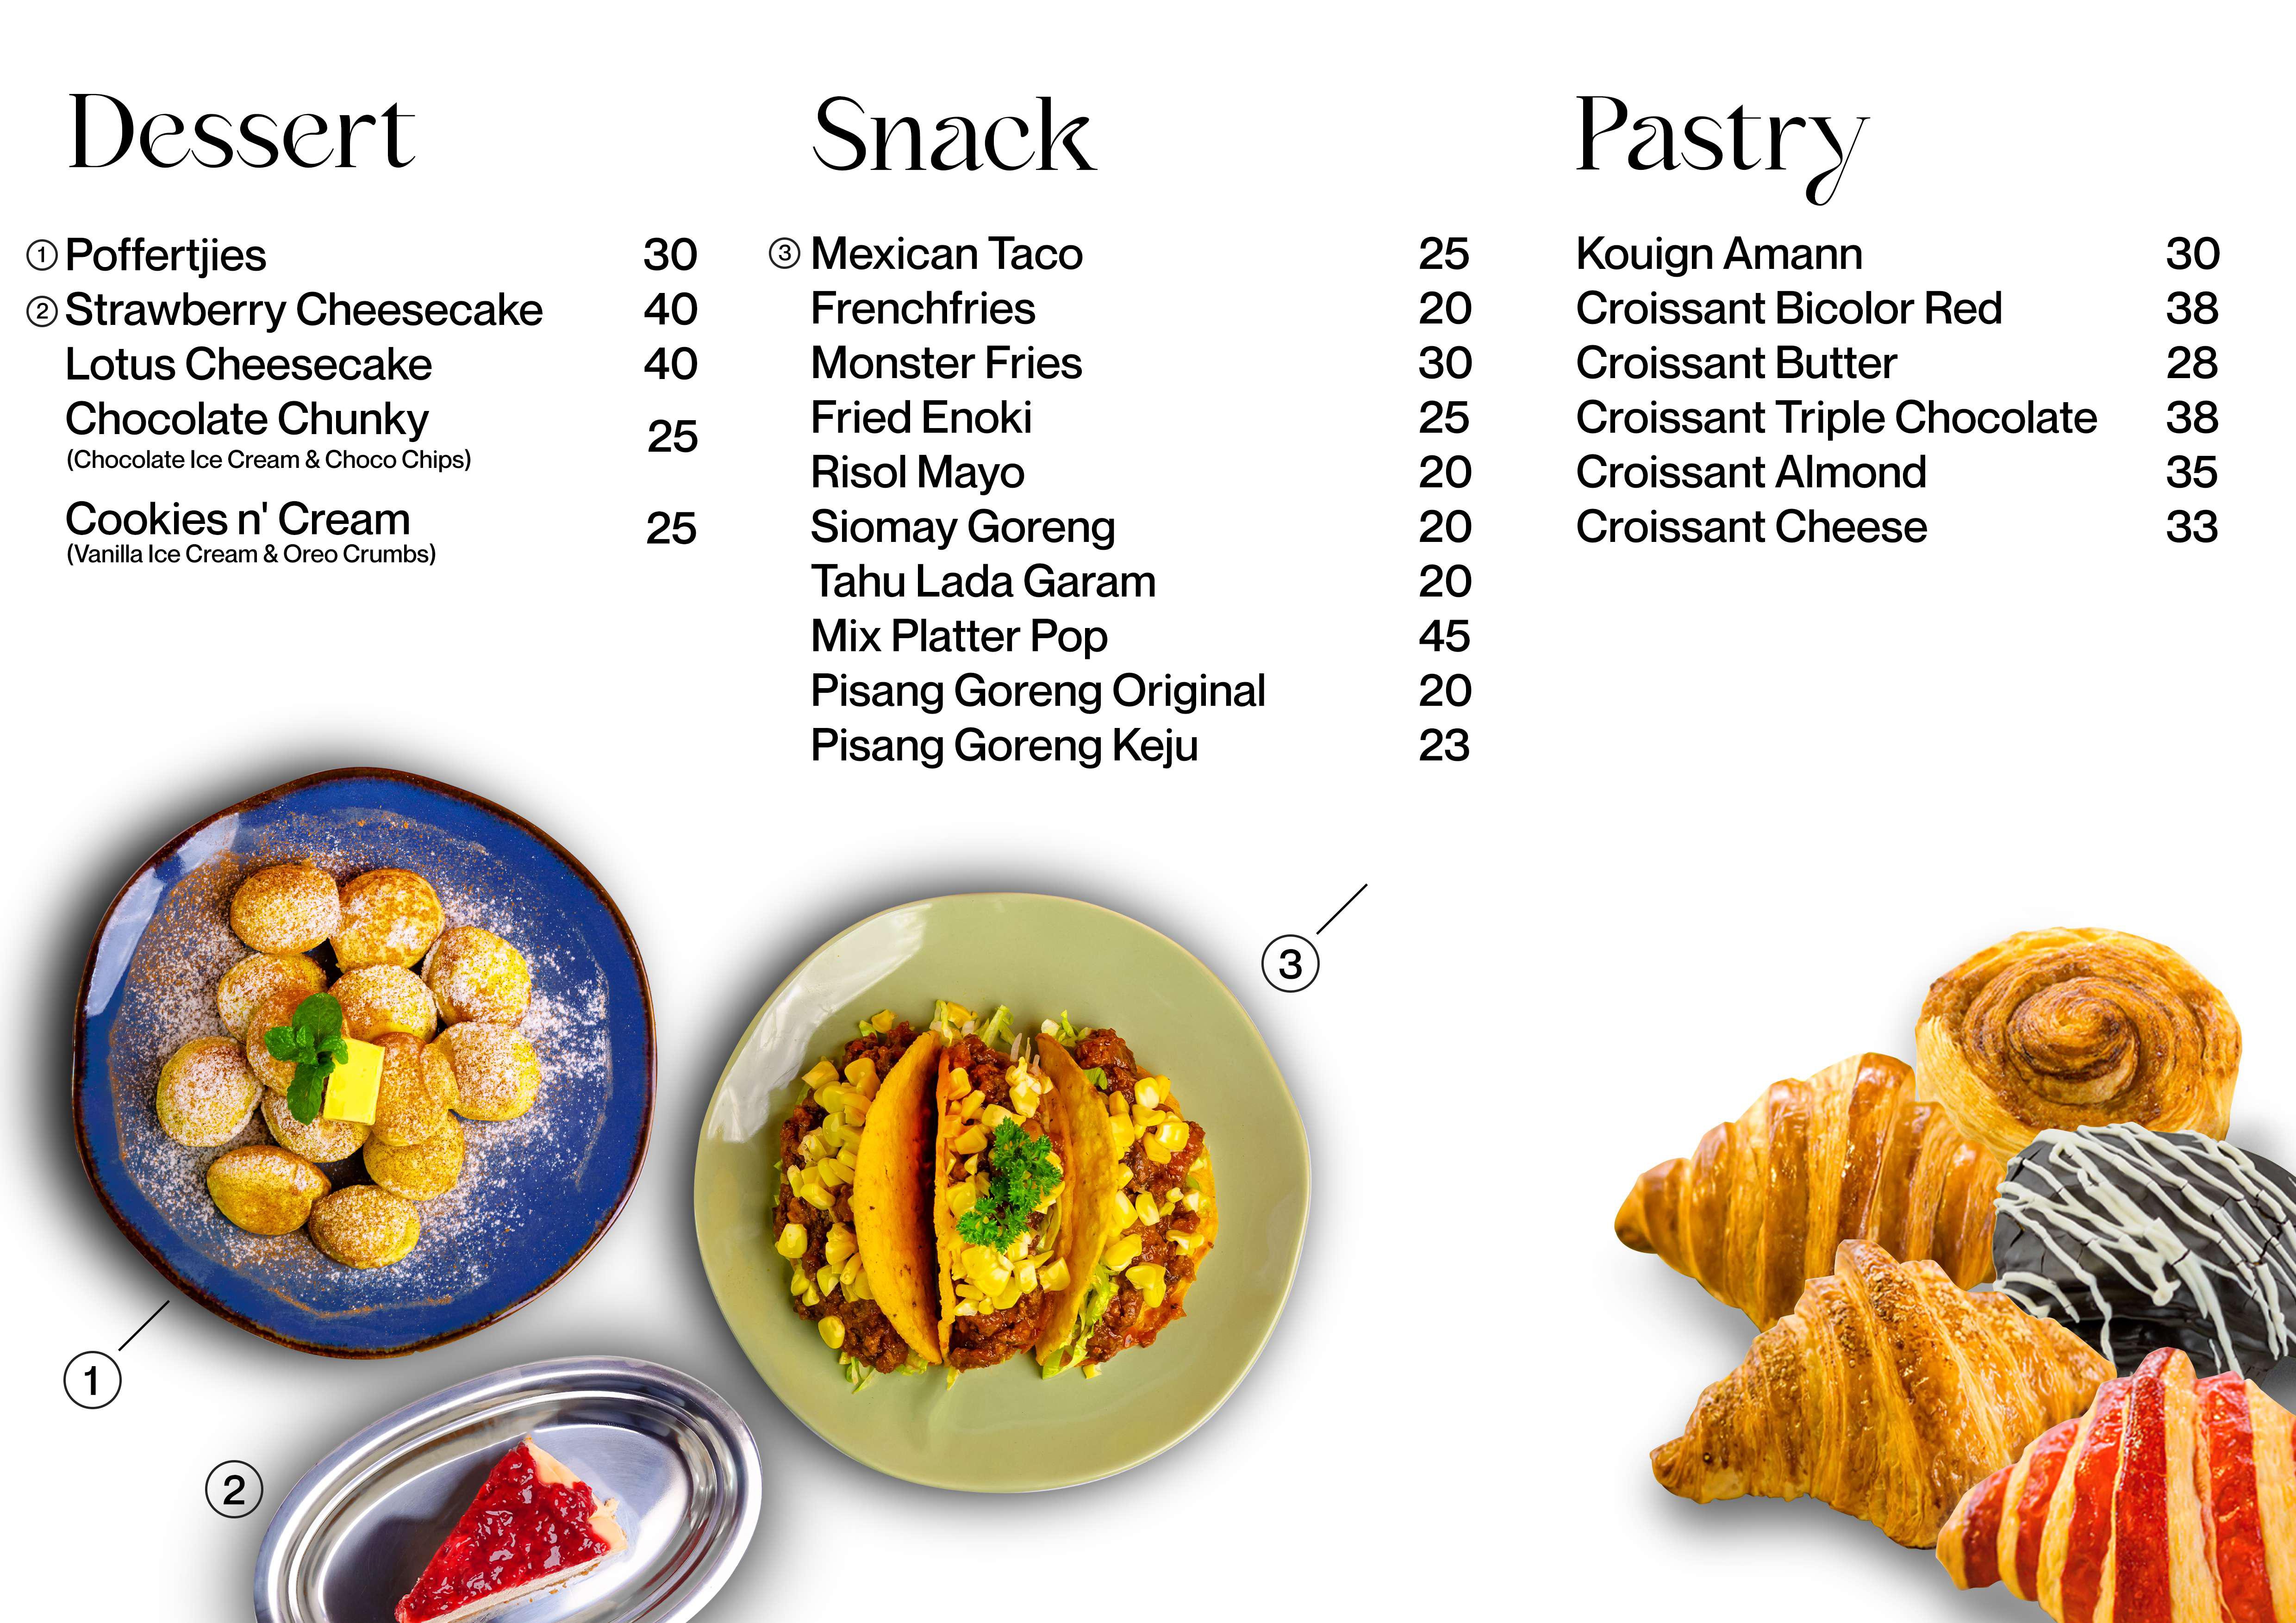 Dessert
① Poffertjies 30
② Strawberry Cheesecake 40
Lotus Cheesecake 40
Chocolate Chunky 25
(Chocolate Ice Cream & Choco Chips)
Cookies n' Cream 25
(Vanilla Ice Cream & Oreo Crumbs)
Snack
③ Mexican Taco 25
Frenchfries 20
Monster Fries 30
Fried Enoki 25
Risol Mayo 20
Siomay Goreng 20
Tahu Lada Garam 20
Mix Platter Pop 45
Pisang Goreng Original 20
Pisang Goreng Keju 23
Pastry
Kouign Amann 30
Croissant Bicolor Red 38
Croissant Butter 28
Croissant Triple Chocolate 38
Croissant Almond 35
Croissant Cheese 33
3
1
2